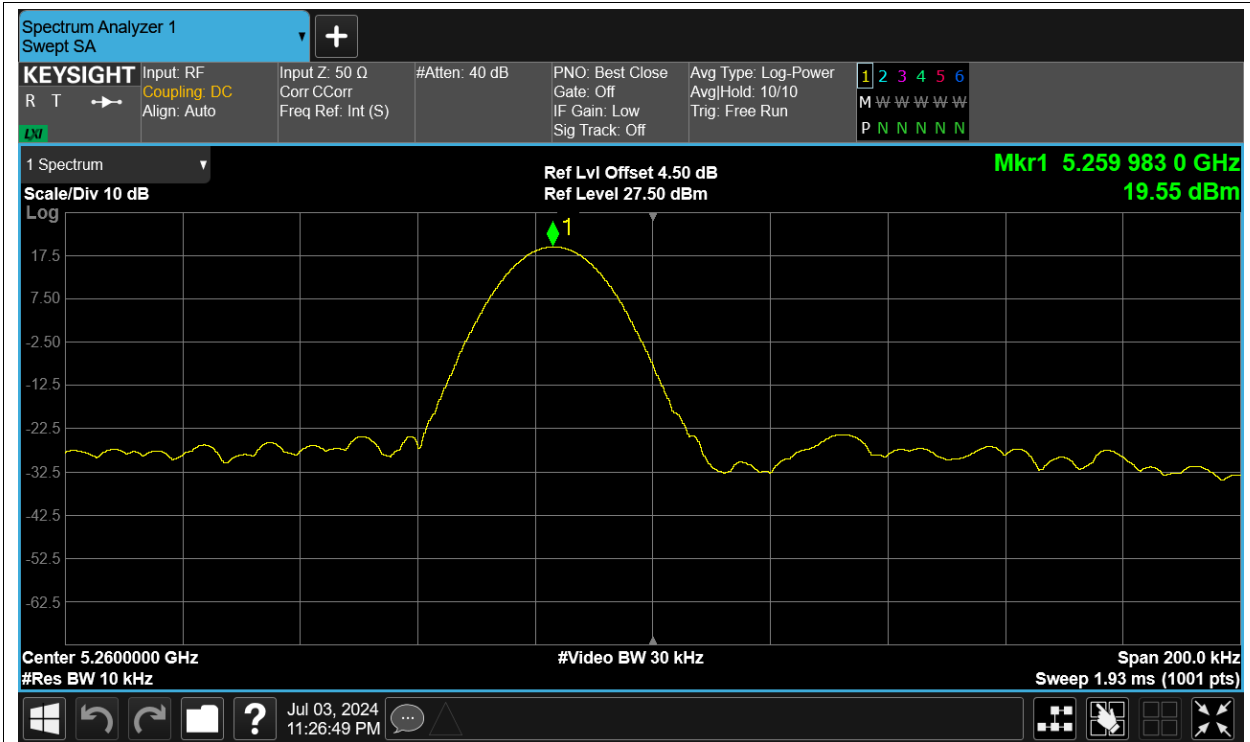 Spectrum Analyzer 1
Swept SA
KEYSIGHT
R T
LXI
Input: RF
Coupling: DC
Align: Auto
Input Z: 50 Ω
Corr CCorr
Freq Ref: Int (S)
#Atten: 40 dB
PNO: Best Close
Gate: Off
IF Gain: Low
Sig Track: Off
Avg Type: Log-Power
Avg|Hold: 10/10
Trig: Free Run
1 2 3 4 5 6
M W W W W W
P N N N N N
1 Spectrum
Scale/Div 10 dB
Log
Ref Lvl Offset 4.50 dB
Ref Level 27.50 dBm
Mkr1 5.259 983 0 GHz
19.55 dBm
1
17.5
7.50
-2.50
-12.5
-22.5
-32.5
-42.5
-52.5
-62.5
Center 5.2600000 GHz
#Video BW 30 kHz
Span 200.0 kHz
#Res BW 10 kHz
Sweep 1.93 ms (1001 pts)
?
Jul 03, 2024
11:26:49 PM